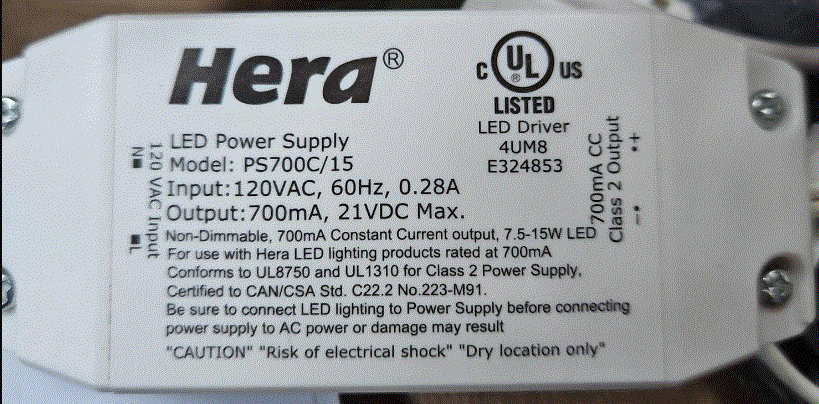 Hera®
C UL® US
LISTED
LED Driver
4UM8
E324853
LED Power Supply
Model: PS700C/15
Input:120VAC, 60Hz, 0.28A
Output:700mA, 21VDC Max.
Non-Dimmable, 700mA Constant Current output, 7.5-15W LED
For use with Hera LED lighting products rated at 700mA
Conforms to UL8750 and UL1310 for Class 2 Power Supply,
Certified to CAN/CSA Std. C22.2 No.223-M91.
Be sure to connect LED lighting to Power Supply before connecting
power supply to AC power or damage may result
"CAUTION" "Risk of electrical shock" "Dry location only"
N■ ■L
120 VAC Input
700mA CC
Class 2 Output
−• •+